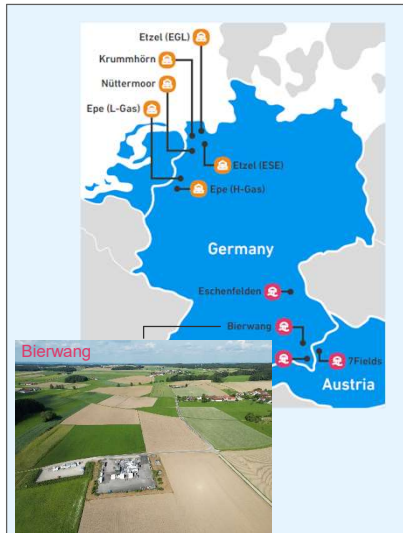 Etzel (EGL)
Krummhörn
Nüttermoor
Epe (L-Gas)
Etzel (ESE)
Epe (H-Gas)
Germany
Eschenfelden
Bierwang
7Fields
Austria
Bierwang